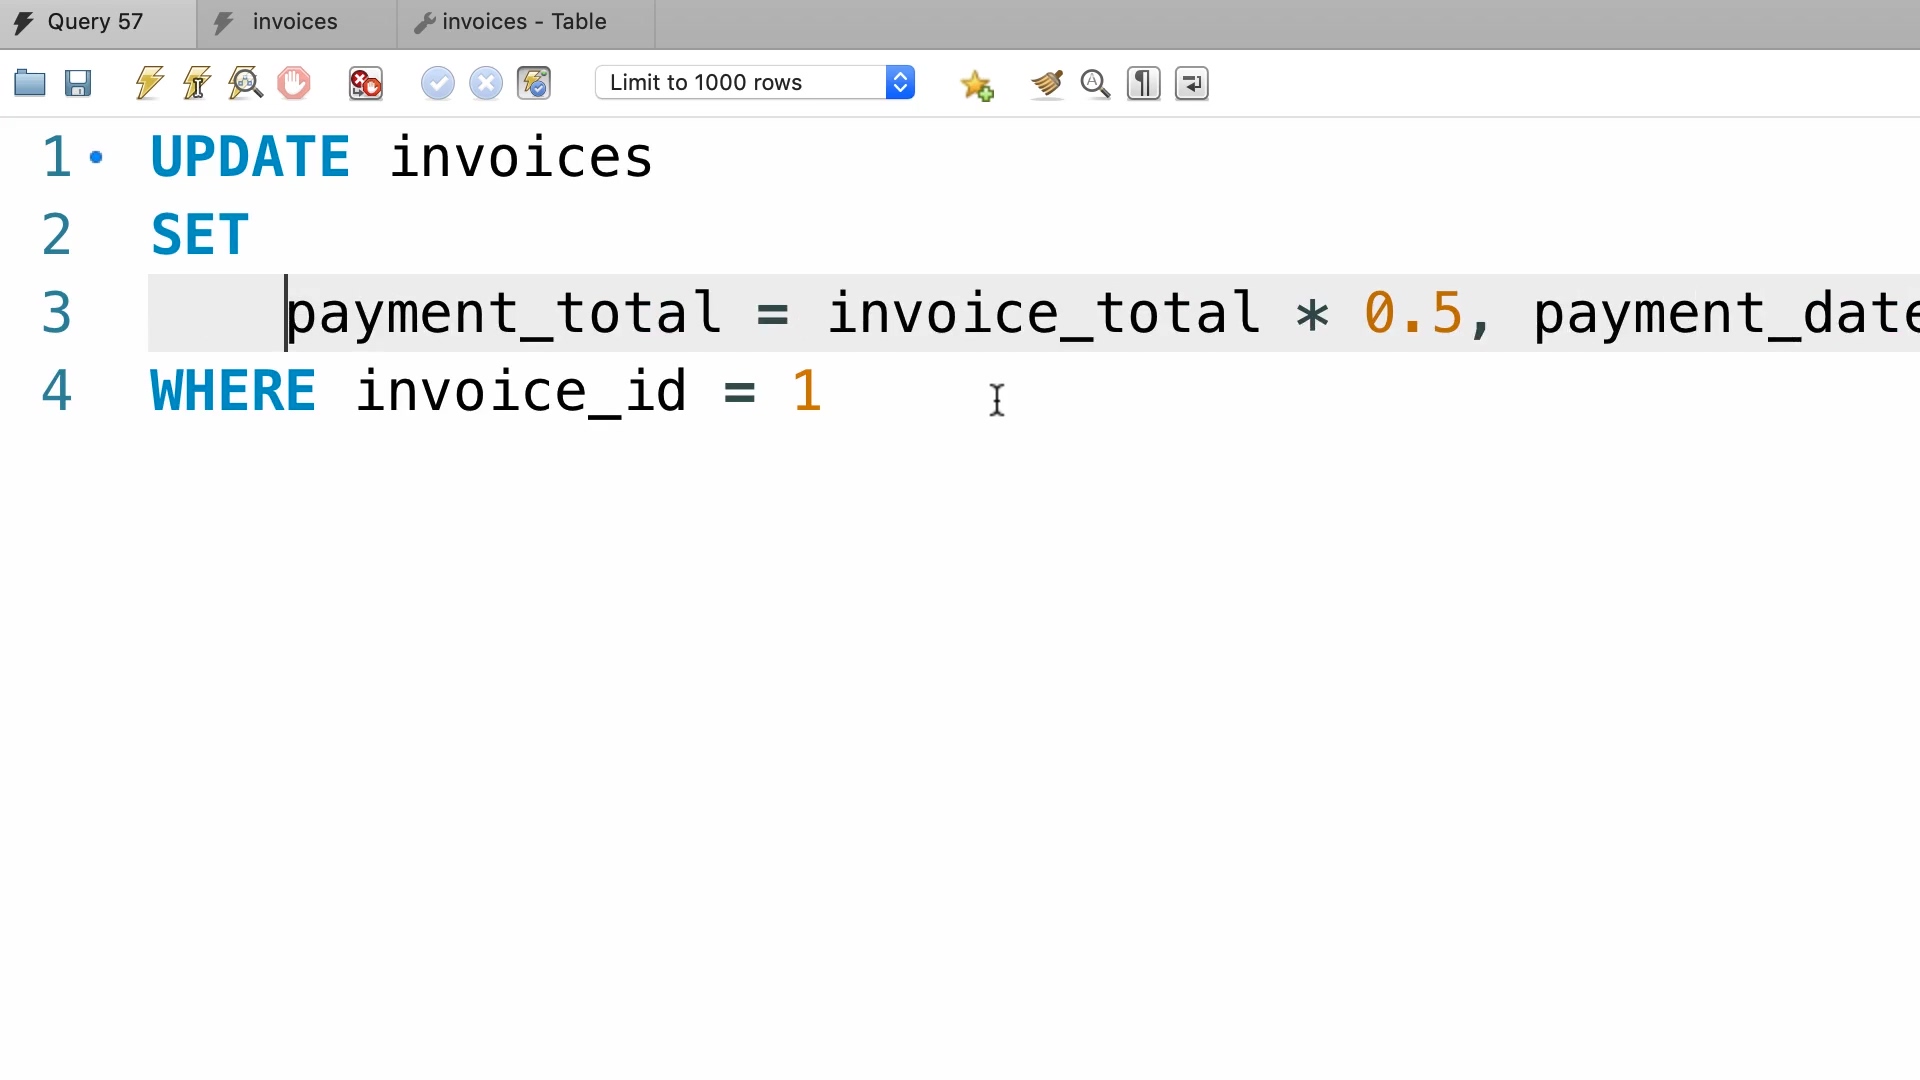 Query 57
invoices
invoices - Table
Limit to 1000 rows
1 UPDATE invoices
2 SET
3 payment_total = invoice_total * 0.5, payment_date
4 WHERE invoice_id = 1